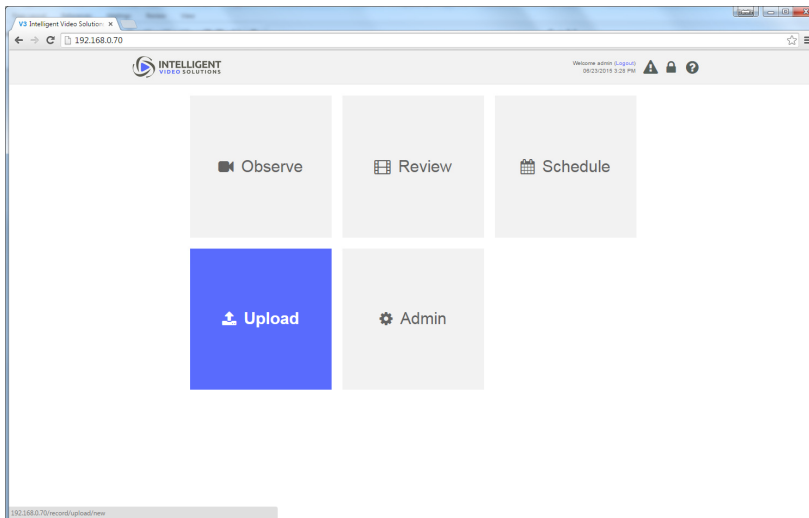 V3 Intelligent Video Solution
192.168.0.70
INTELLIGENT
VIDEO SOLUTIONS
Welcome admin (Logout)
06/23/2015 3:28 PM
Observe
Review
Schedule
Upload
Admin
192.168.0.70/record/upload/new